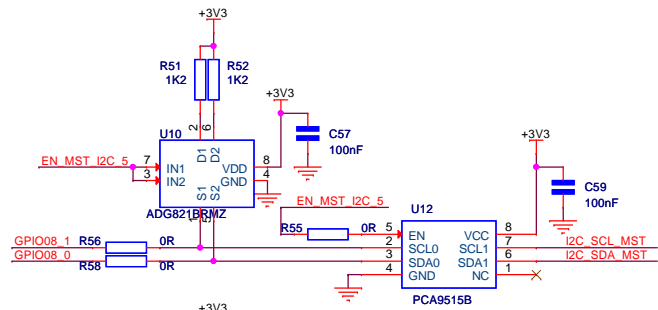 +3V3
R51
1K2
R52
1K2
+3V3
2
6
U10
C57
100nF
+3V3
D1
D2
EN_MST_I2C_5
7
IN1
VDD
8
3
IN2
GND
4
S1
S2
C59
100nF
ADG821BRMZ
EN_MST_I2C_5
U12
1
5
R55
0R
5
EN
VCC
8
GPIO08_1
R56
0R
2
SCL0
SCL1
7
I2C_SCL_MST
GPIO08_0
R58
0R
3
SDA0
SDA1
6
I2C_SDA_MST
4
GND
NC
1
PCA9515B
+3V3